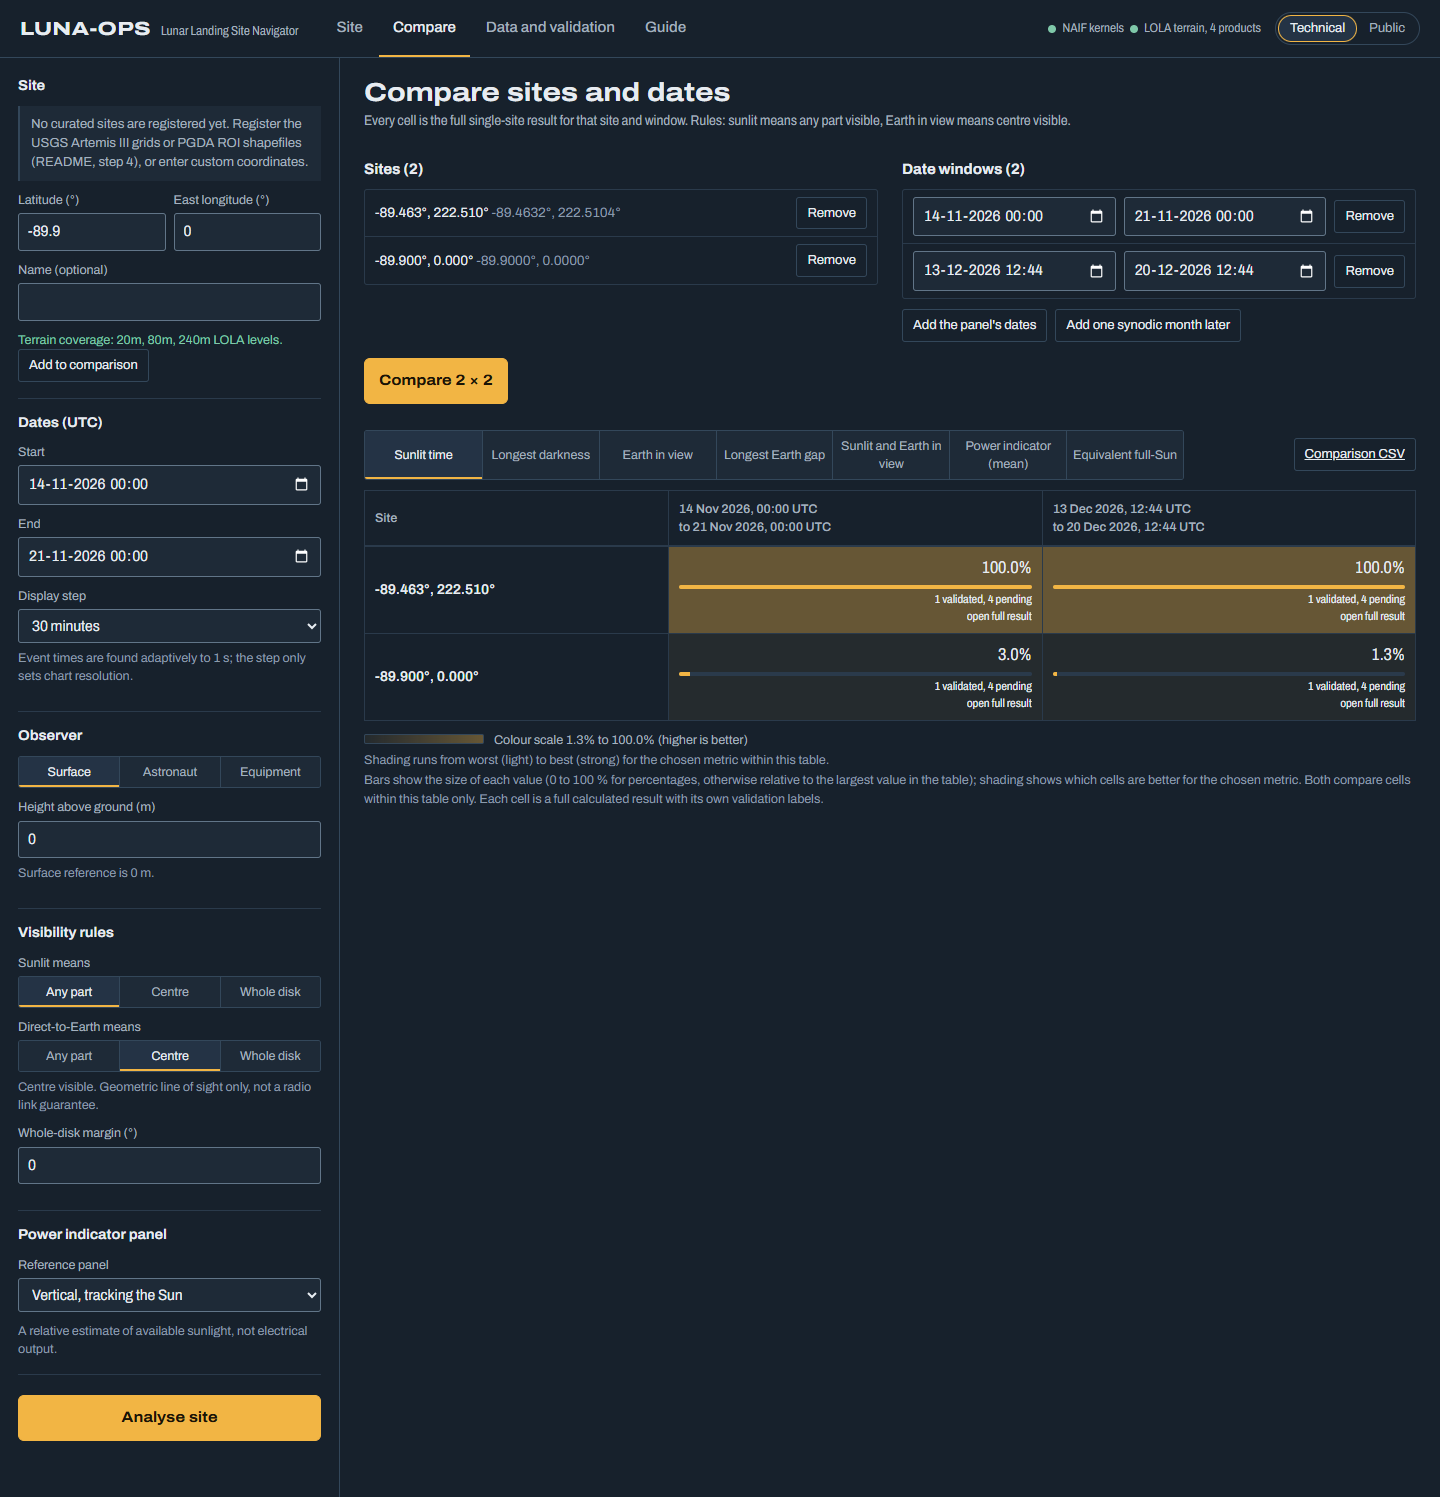 LUNA-OPS Lunar Landing Site Navigator Site Compare Data and validation Guide NAIF kernels LOLA terrain, 4 products Technical Public
Site
No curated sites are registered yet. Register the
USGS Artemis III grids or PGDA ROI shapefiles
(README, step 4), or enter custom coordinates.
Latitude (°) East longitude (°)
-89.9 0
Name (optional)
Terrain coverage: 20m, 80m, 240m LOLA levels.
Add to comparison
Dates (UTC)
Start
14-11-2026 00:00
End
21-11-2026 00:00
Display step
30 minutes
Event times are found adaptively to 1 s; the step only
sets chart resolution.
Observer
Surface Astronaut Equipment
Height above ground (m)
0
Surface reference is 0 m.
Visibility rules
Sunlit means
Any part Centre Whole disk
Direct-to-Earth means
Any part Centre Whole disk
Centre visible. Geometric line of sight only, not a radio
link guarantee.
Whole-disk margin (°)
0
Power indicator panel
Reference panel
Vertical, tracking the Sun
A relative estimate of available sunlight, not electrical
output.
Analyse site
Compare sites and dates
Every cell is the full single-site result for that site and window. Rules: sunlit means any part visible, Earth in view means centre visible.
Sites (2)
-89.463°, 222.510° -89.4632°, 222.5104° Remove
-89.900°, 0.000° -89.9000°, 0.0000° Remove
Date windows (2)
14-11-2026 00:00 21-11-2026 00:00 Remove
13-12-2026 12:44 20-12-2026 12:44 Remove
Add the panel's dates Add one synodic month later
Compare 2 × 2
Sunlit time Longest darkness Earth in view Longest Earth gap Sunlit and Earth in view Power indicator (mean) Equivalent full-Sun
Comparison CSV
Site 14 Nov 2026, 00:00 UTC 13 Dec 2026, 12:44 UTC
to 21 Nov 2026, 00:00 UTC to 20 Dec 2026, 12:44 UTC
-89.463°, 222.510° 100.0% 100.0%
1 validated, 4 pending 1 validated, 4 pending
open full result open full result
-89.900°, 0.000° 3.0% 1.3%
1 validated, 4 pending 1 validated, 4 pending
open full result open full result
Colour scale 1.3% to 100.0% (higher is better)
Shading runs from worst (light) to best (strong) for the chosen metric within this table.
Bars show the size of each value (0 to 100 % for percentages, otherwise relative to the largest value in the table); shading shows which cells are better for the chosen metric. Both compare cells
within this table only. Each cell is a full calculated result with its own validation labels.